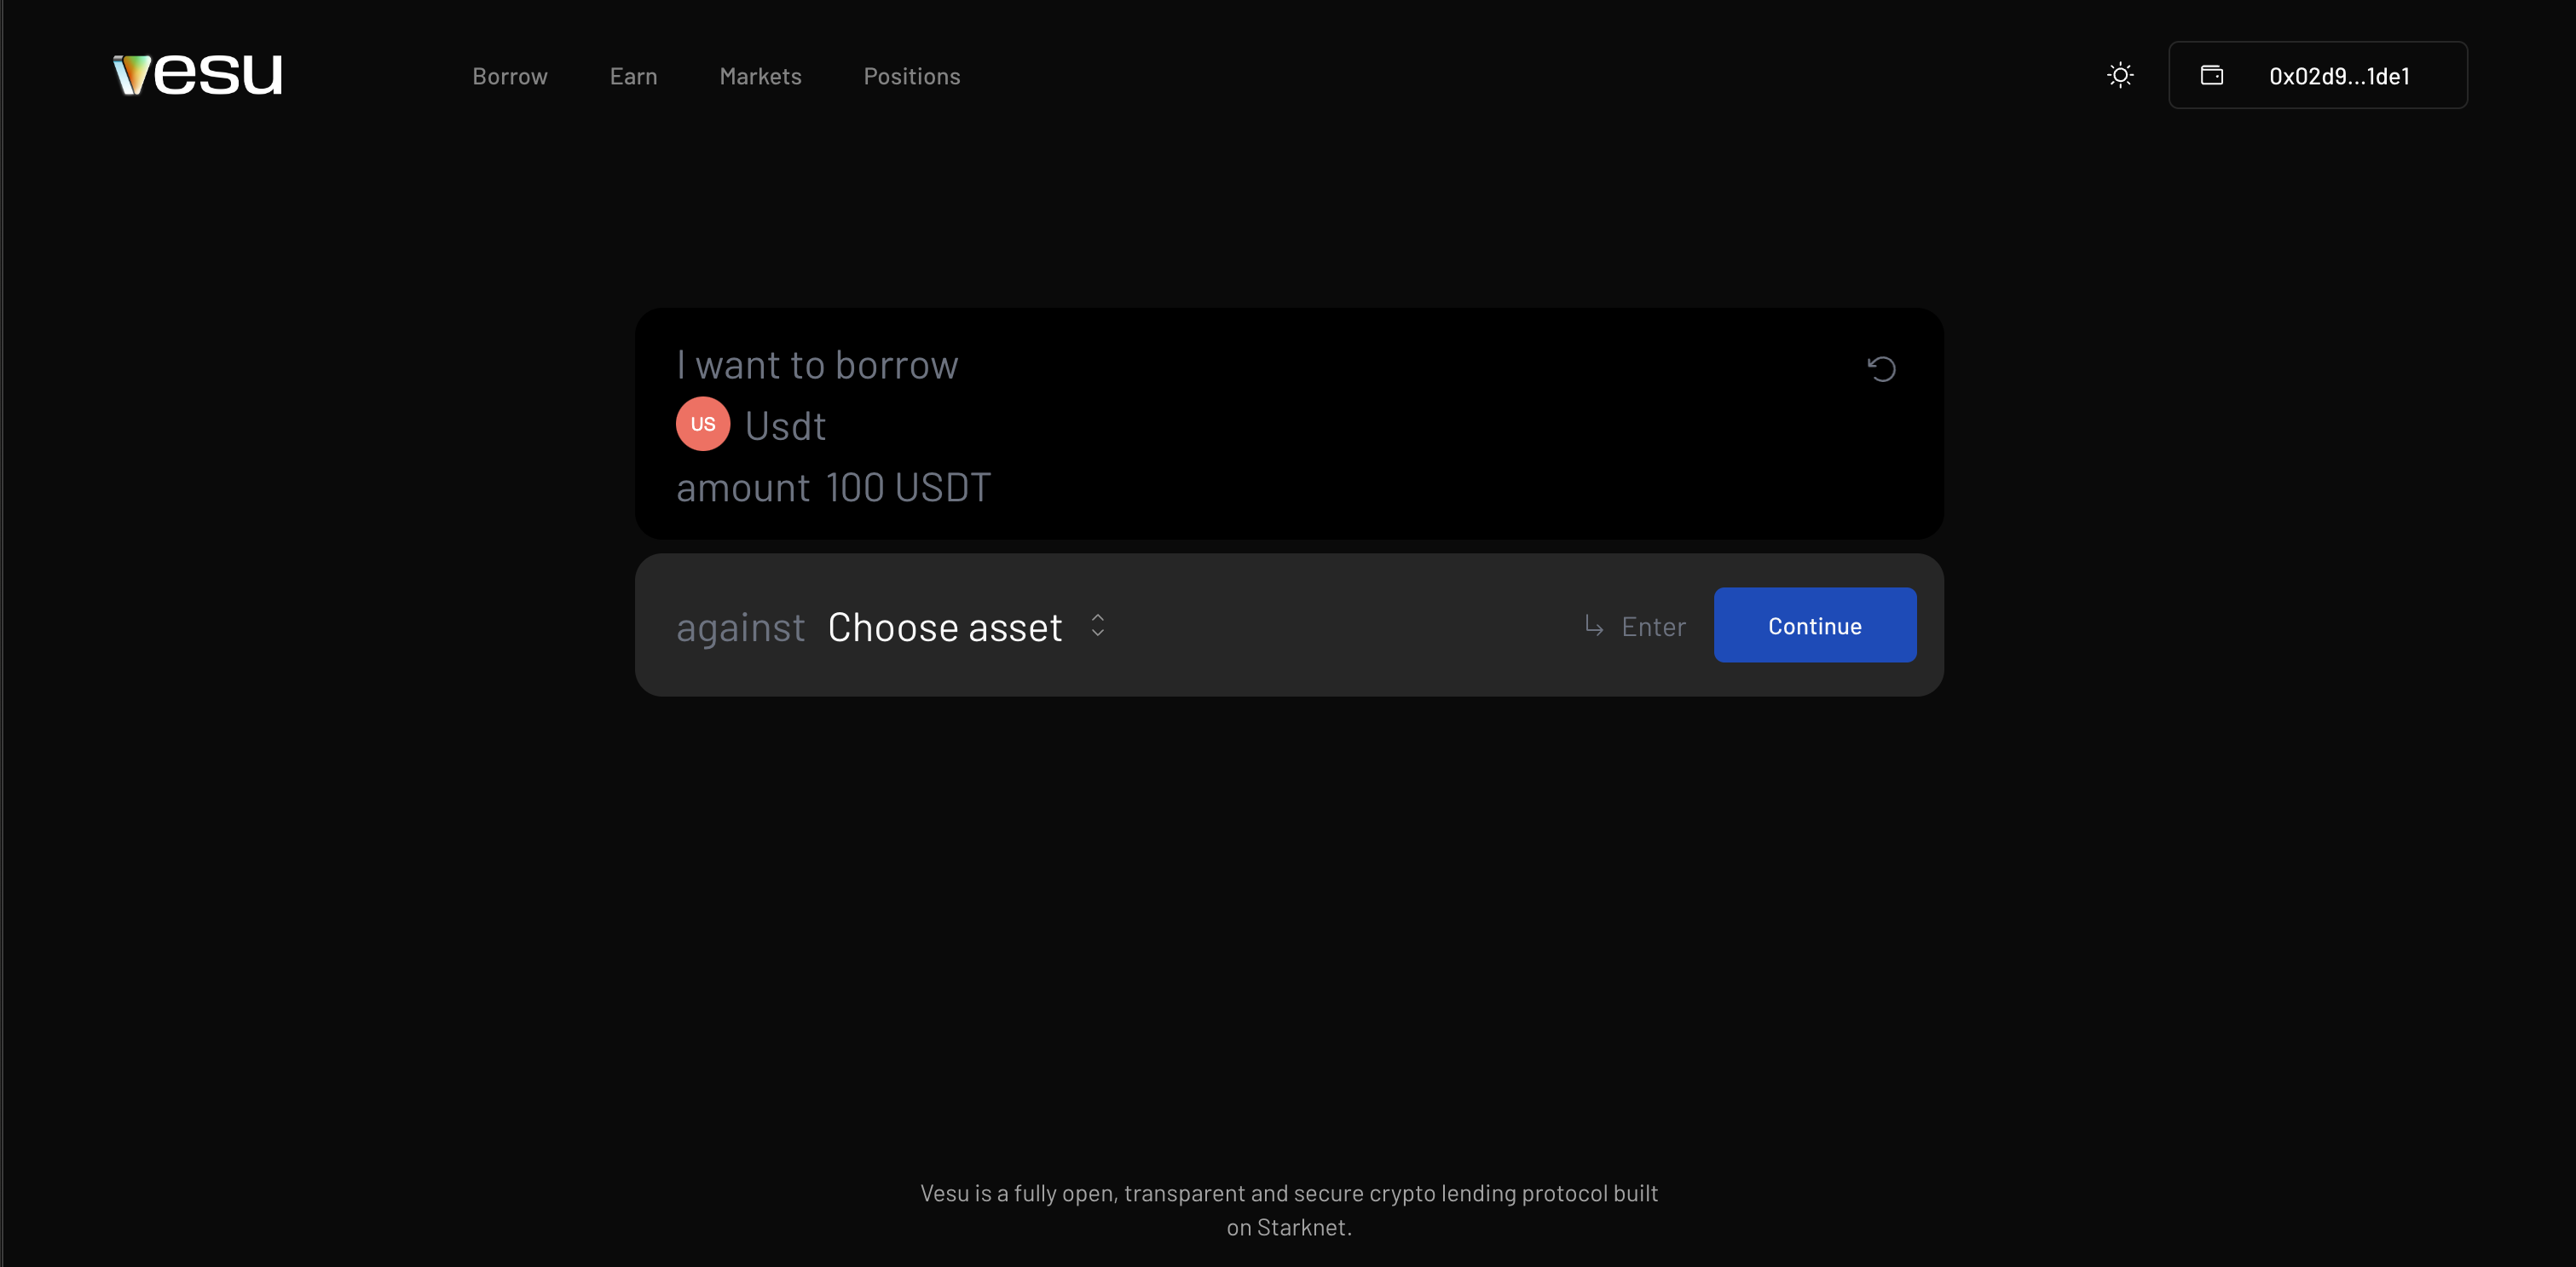 vesu
Borrow Earn Markets Positions
0x02d9...1de1
I want to borrow
US Usdt
amount 100 USDT
against Choose asset
Enter
Continue
Vesu is a fully open, transparent and secure crypto lending protocol built
on Starknet.